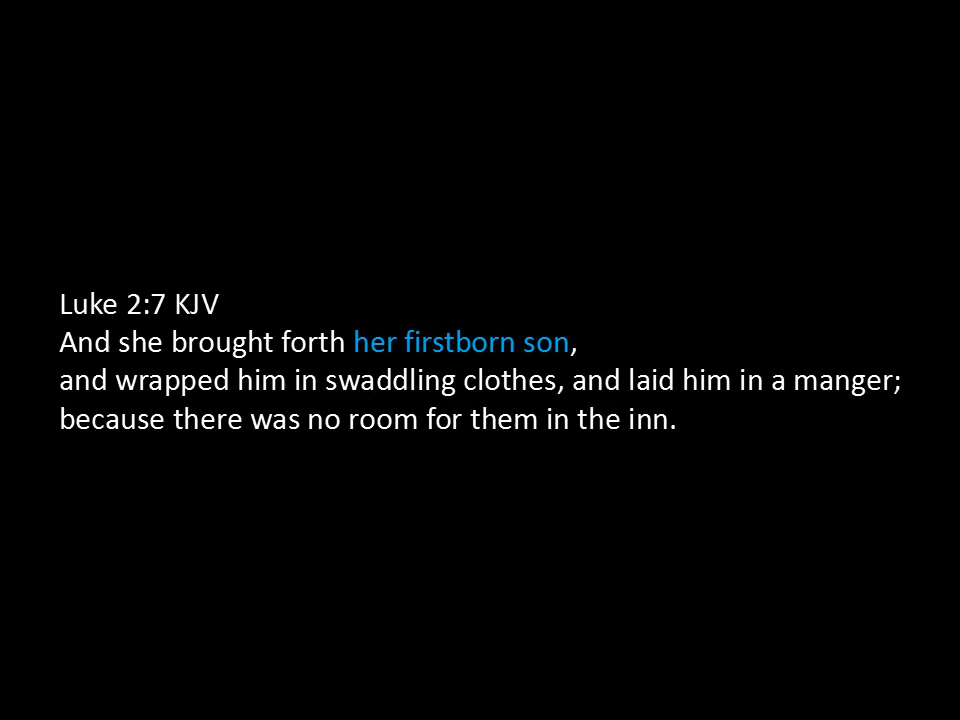 Luke 2:7 KJV
And she brought forth her firstborn son,
and wrapped him in swaddling clothes, and laid him in a manger;
because there was no room for them in the inn.